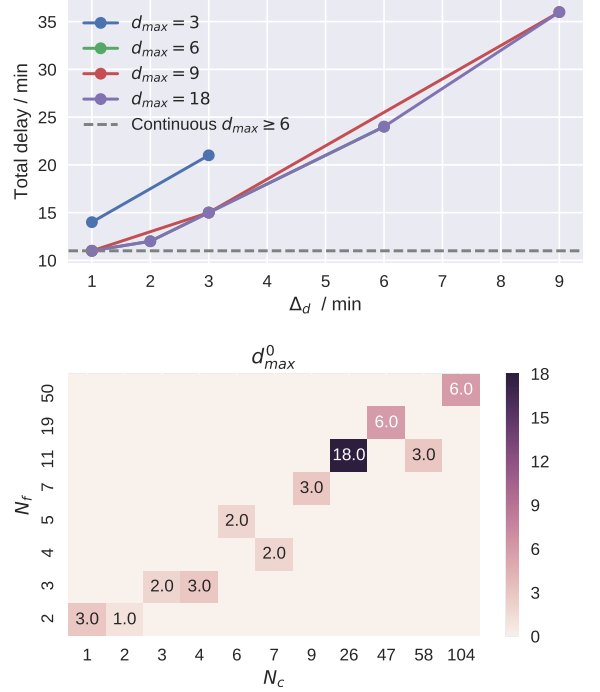 35
30
25
20
15
10
Total delay / min
d_max = 3
d_max = 6
d_max = 9
d_max = 18
Continuous d_max ≥ 6
1 2 3 4 5 6 7 8 9
Δ_d / min
d^0_max
50
19
11
7
5
4
3
2
N_f
6.0
6.0
18.0 3.0
3.0
2.0
2.0
2.0 3.0
3.0 1.0
1 2 3 4 6 7 9 26 47 58 104
N_c
18
15
12
9
6
3
0